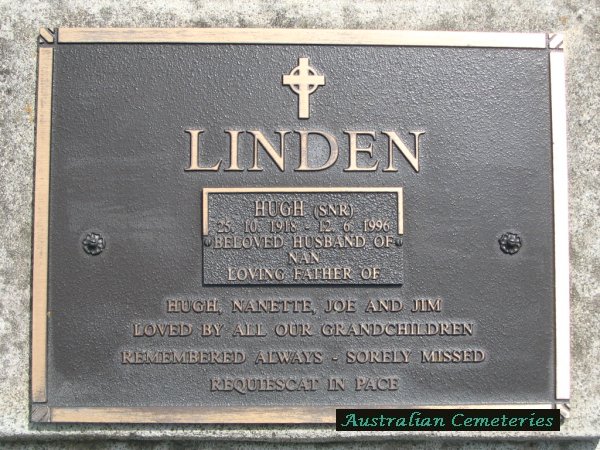 LINDEN
HUGH (SNR)
25. 10. 1918 - 12. 6. 1996
BELOVED HUSBAND OF
NAN
LOVING FATHER OF
HUGH, NANETTE, JOE AND JIM
LOVED BY ALL OUR GRANDCHILDREN
REMEMBERED ALWAYS - SORELY MISSED
REQUIESCAT IN PACE
Australian Cemeteries